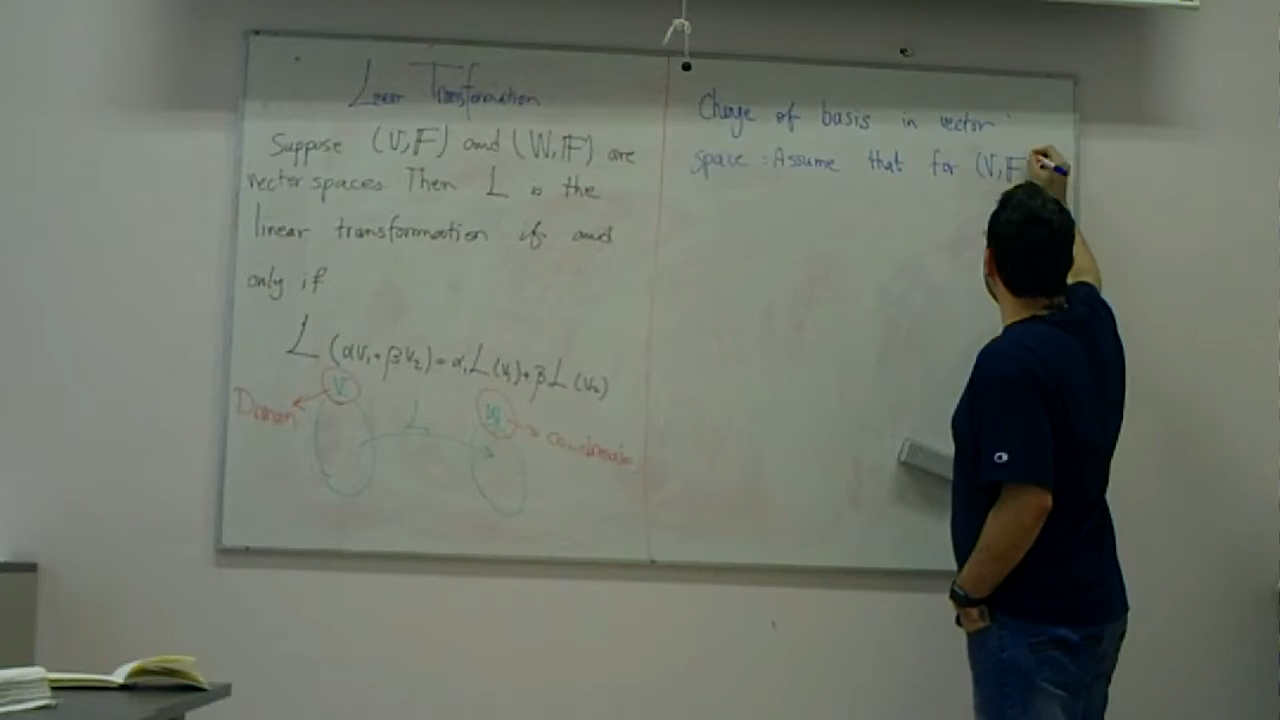 Linear Transformation
Suppose (V,𝔽) and (W,𝔽) are
vector spaces. Then L is the
linear transformation if and
only if
L (αv₁+βv₂)=α₁L(v₁)+βL(v₂)
V
W
Domain
L
co-domain
Change of basis in vector
space : Assume that for (V,𝔽